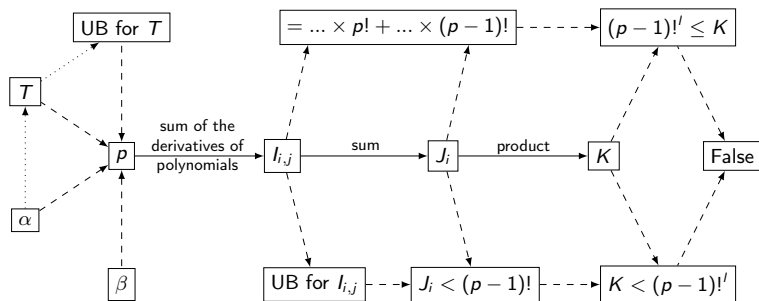 UB for T
= ... × p! + ... × (p − 1)!
(p − 1)!^l ≤ K
T
sum of the
derivatives of
polynomials
p
I_{i,j}
sum
J_i
product
K
False
α
β
UB for I_{i,j}
J_i < (p − 1)!
K < (p − 1)!^l